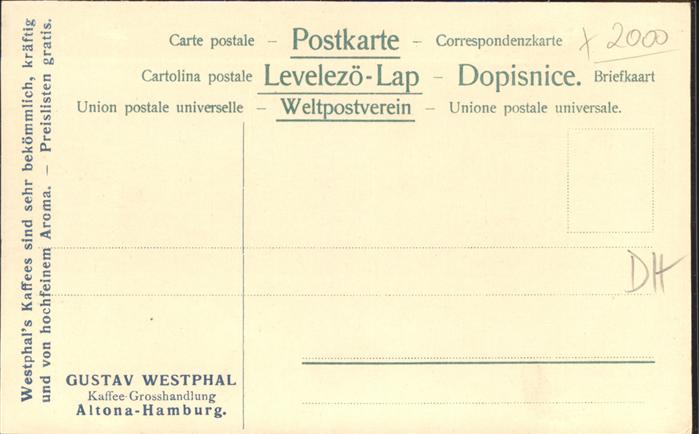 Carte postale – Postkarte – Correspondenzkarte
Cartolina postale Levelezö-Lap – Dopisnice. Briefkaart
Union postale universelle – Weltpostverein – Unione postale universale.
x 2000
DH
Westphal's Kaffees sind sehr bekömmlich, kräftig
und von hochfeinem Aroma. – Preislisten gratis.
GUSTAV WESTPHAL
Kaffee-Grosshandlung
Altona-Hamburg.